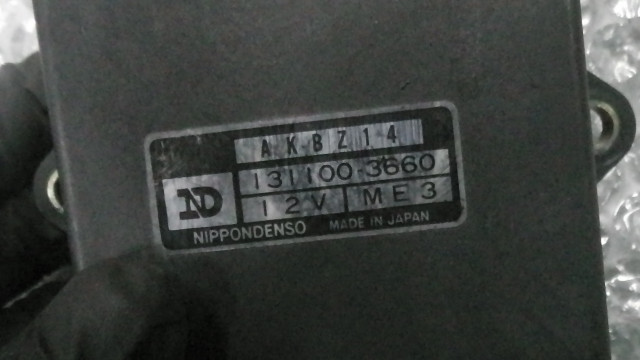 AKBZ14
131100-3660
ND 12V ME3
NIPPONDENSO MADE IN JAPAN